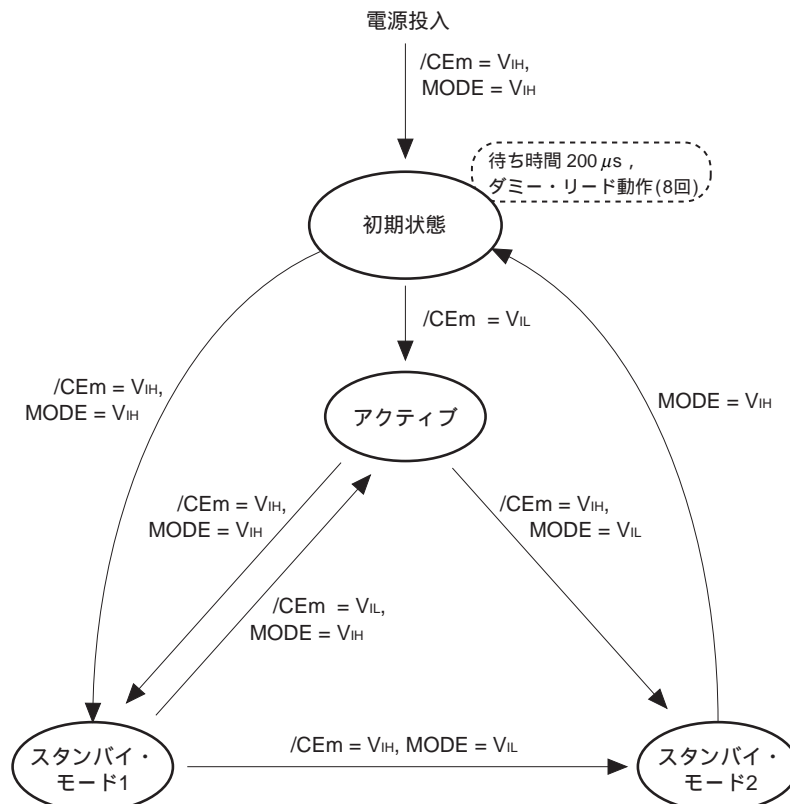 電源投入
/CEm = VIH,
MODE = VIH
待ち時間 200 μs ,
ダミー・リード動作(8回)
初期状態
/CEm = VIL
/CEm = VIH,
MODE = VIH
アクティブ
MODE = VIH
/CEm = VIH,
MODE = VIH
/CEm = VIH,
MODE = VIL
/CEm = VIL,
MODE = VIH
スタンバイ・
モード1
/CEm = VIH, MODE = VIL
スタンバイ・
モード2